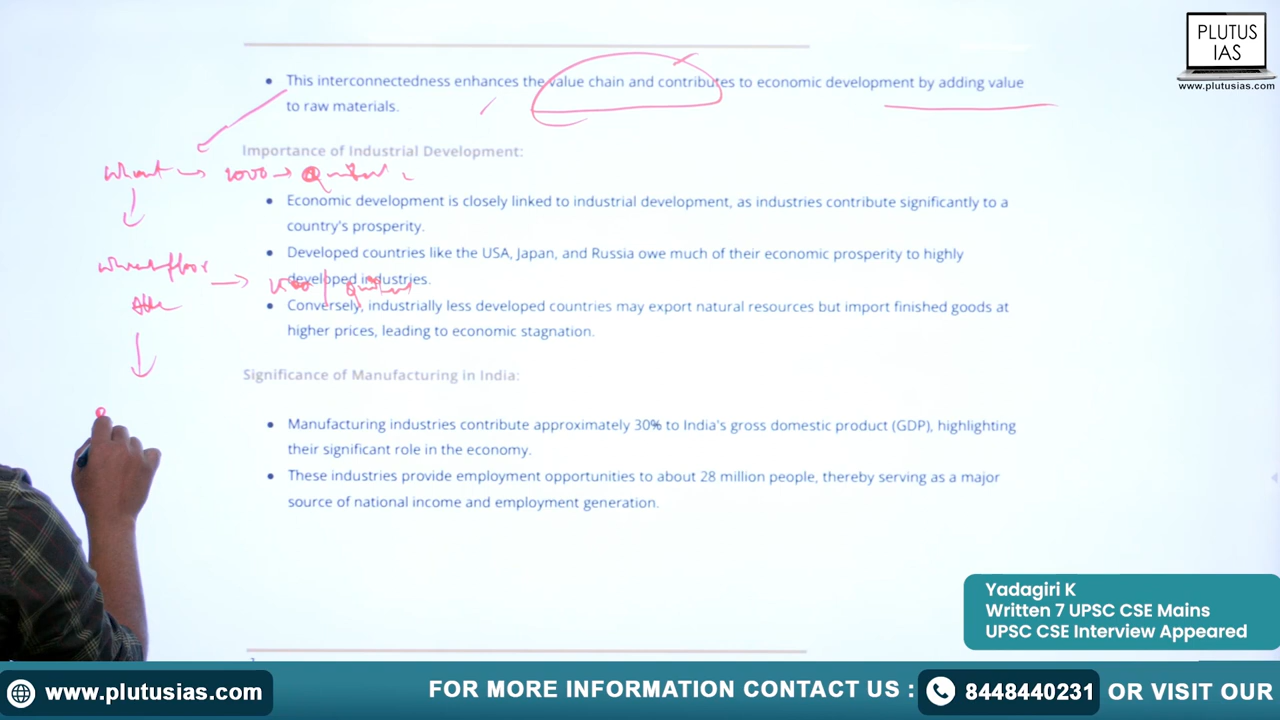 PLUTUS
IAS
www.plutusias.com
This interconnectedness enhances the value chain and contributes to economic development by adding value
to raw materials.
Importance of Industrial Development:
wheat → →
Economic development is closely linked to industrial development, as industries contribute significantly to a
country's prosperity.
Developed countries like the USA, Japan, and Russia owe much of their economic prosperity to highly
developed industries.
Conversely, industrially less developed countries may export natural resources but import finished goods at
higher prices, leading to economic stagnation.
Significance of Manufacturing in India:
Manufacturing industries contribute approximately 30% to India's gross domestic product (GDP), highlighting
their significant role in the economy.
These industries provide employment opportunities to about 28 million people, thereby serving as a major
source of national income and employment generation.
Yadagiri K
Written 7 UPSC CSE Mains
UPSC CSE Interview Appeared
www.plutusias.com
FOR MORE INFORMATION CONTACT US : 8448440231 OR VISIT OUR